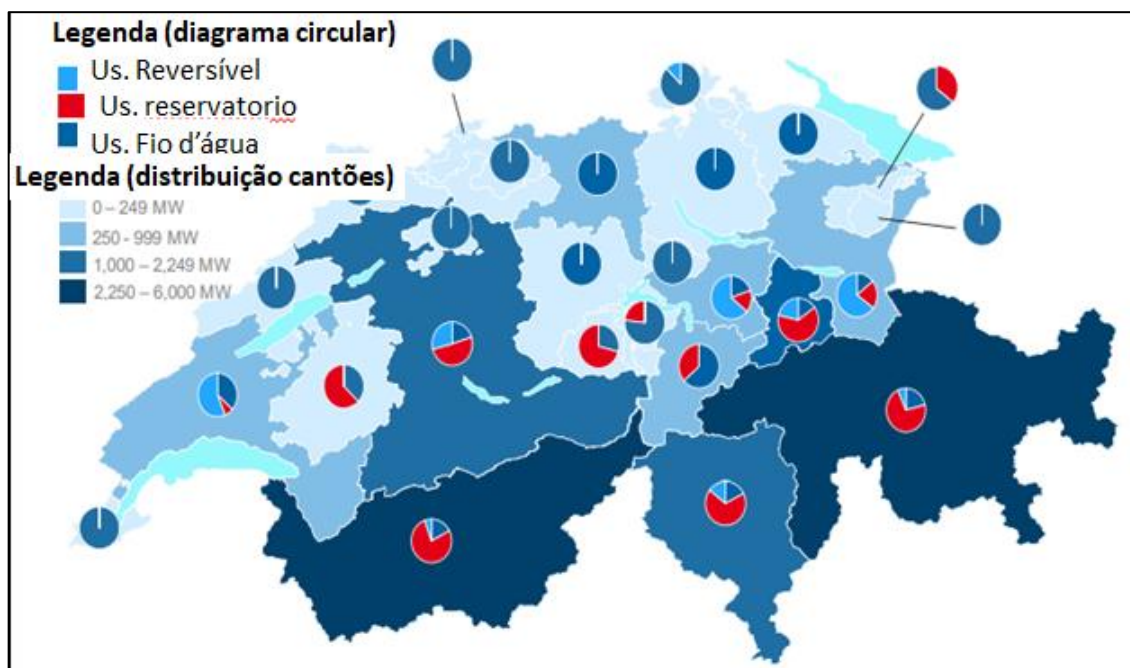 Legenda (diagrama circular)
Us. Reversível
Us. reservatorio
Us. Fio d'água
Legenda (distribuição cantões)
0 – 249 MW
250 - 999 MW
1,000 – 2,249 MW
2,250 – 6,000 MW